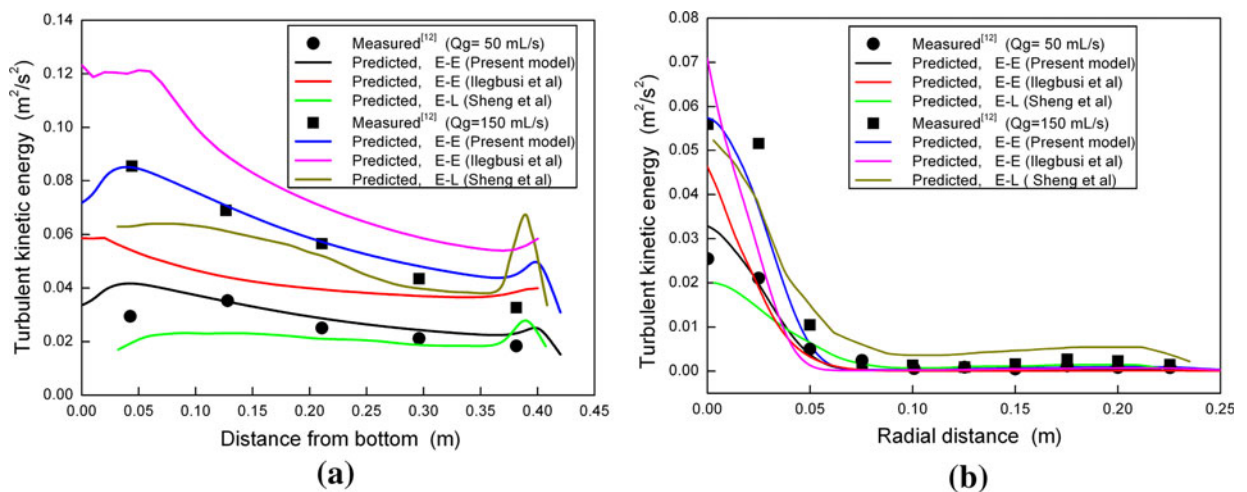 0.14
0.12
0.10
0.08
0.06
0.04
0.02
0.00
Turbulent kinetic energy (m²/s²)
Measured[12] (Qg= 50 mL/s)
Predicted, E-E (Present model)
Predicted, E-E (Ilegbusi et al)
Predicted, E-L (Sheng et al)
Measured[12] (Qg=150 mL/s)
Predicted, E-E (Present model)
Predicted, E-E (Ilegbusi et al)
Predicted, E-L (Sheng et al)
0.00 0.05 0.10 0.15 0.20 0.25 0.30 0.35 0.40 0.45
Distance from bottom (m)
(a)
0.08
0.07
0.06
0.05
0.04
0.03
0.02
0.01
0.00
Turbulent kinetic energy (m²/s²)
Measured[12] (Qg= 50 mL/s)
Predicted, E-E (Present model)
Predicted, E-E (Ilegbusi et al)
Predicted, E-L (Sheng et al)
Measured[12] (Qg=150 mL/s)
Predicted, E-E (Present model)
Predicted, E-E (Ilegbusi et al)
Predicted, E-L ( Sheng et al)
0.00 0.05 0.10 0.15 0.20 0.25
Radial distance (m)
(b)